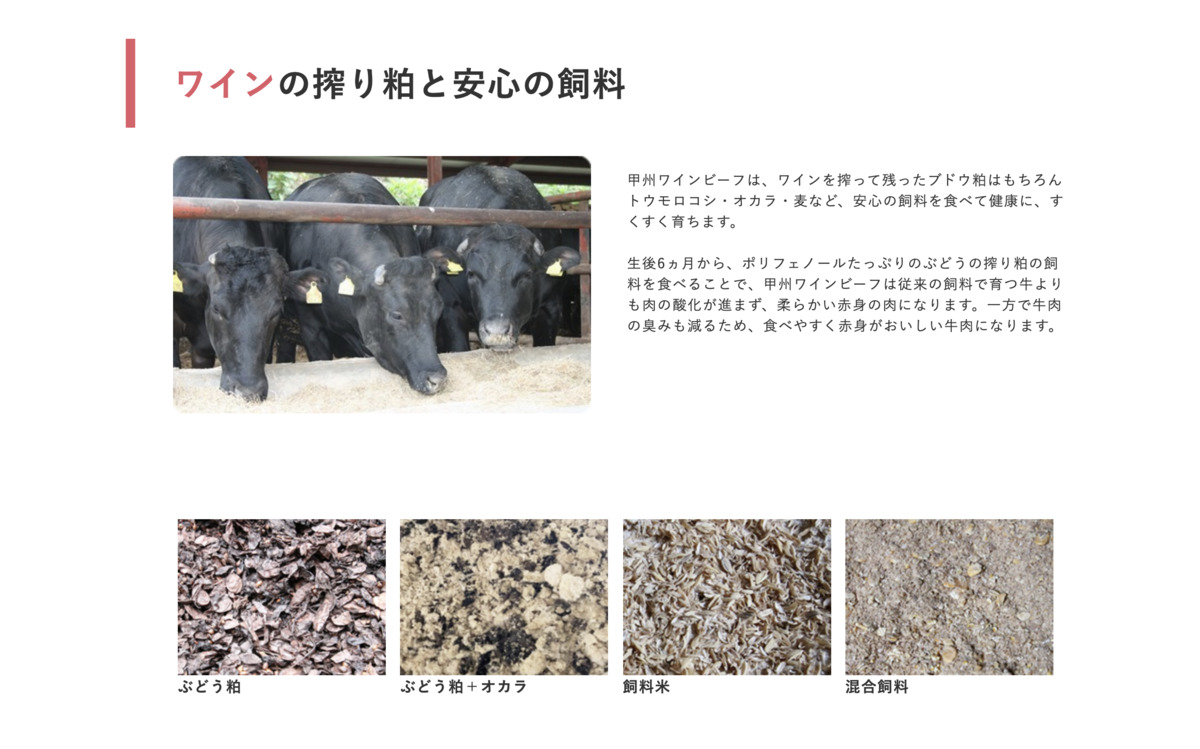 ワインの搾り粕と安心の飼料
甲州ワインビーフは、ワインを搾って残ったブドウ粕はもちろん
トウモロコシ・オカラ・麦など、安心の飼料を食べて健康に、す
くすく育ちます。
生後6ヵ月から、ポリフェノールたっぷりのぶどうの搾り粕の飼
料を食べることで、甲州ワインビーフは従来の飼料で育つ牛より
も肉の酸化が進まず、柔らかい赤身の肉になります。一方で牛肉
の臭みも減るため、食べやすく赤身がおいしい牛肉になります。
ぶどう粕
ぶどう粕＋オカラ
飼料米
混合飼料